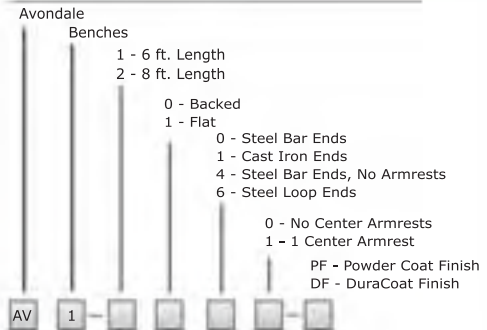 Avondale
Benches
1 - 6 ft. Length
2 - 8 ft. Length
0 - Backed
1 - Flat
0 - Steel Bar Ends
1 - Cast Iron Ends
4 - Steel Bar Ends, No Armrests
6 - Steel Loop Ends
0 - No Center Armrests
1 - 1 Center Armrest
PF - Powder Coat Finish
DF - DuraCoat Finish
AV 1 - -